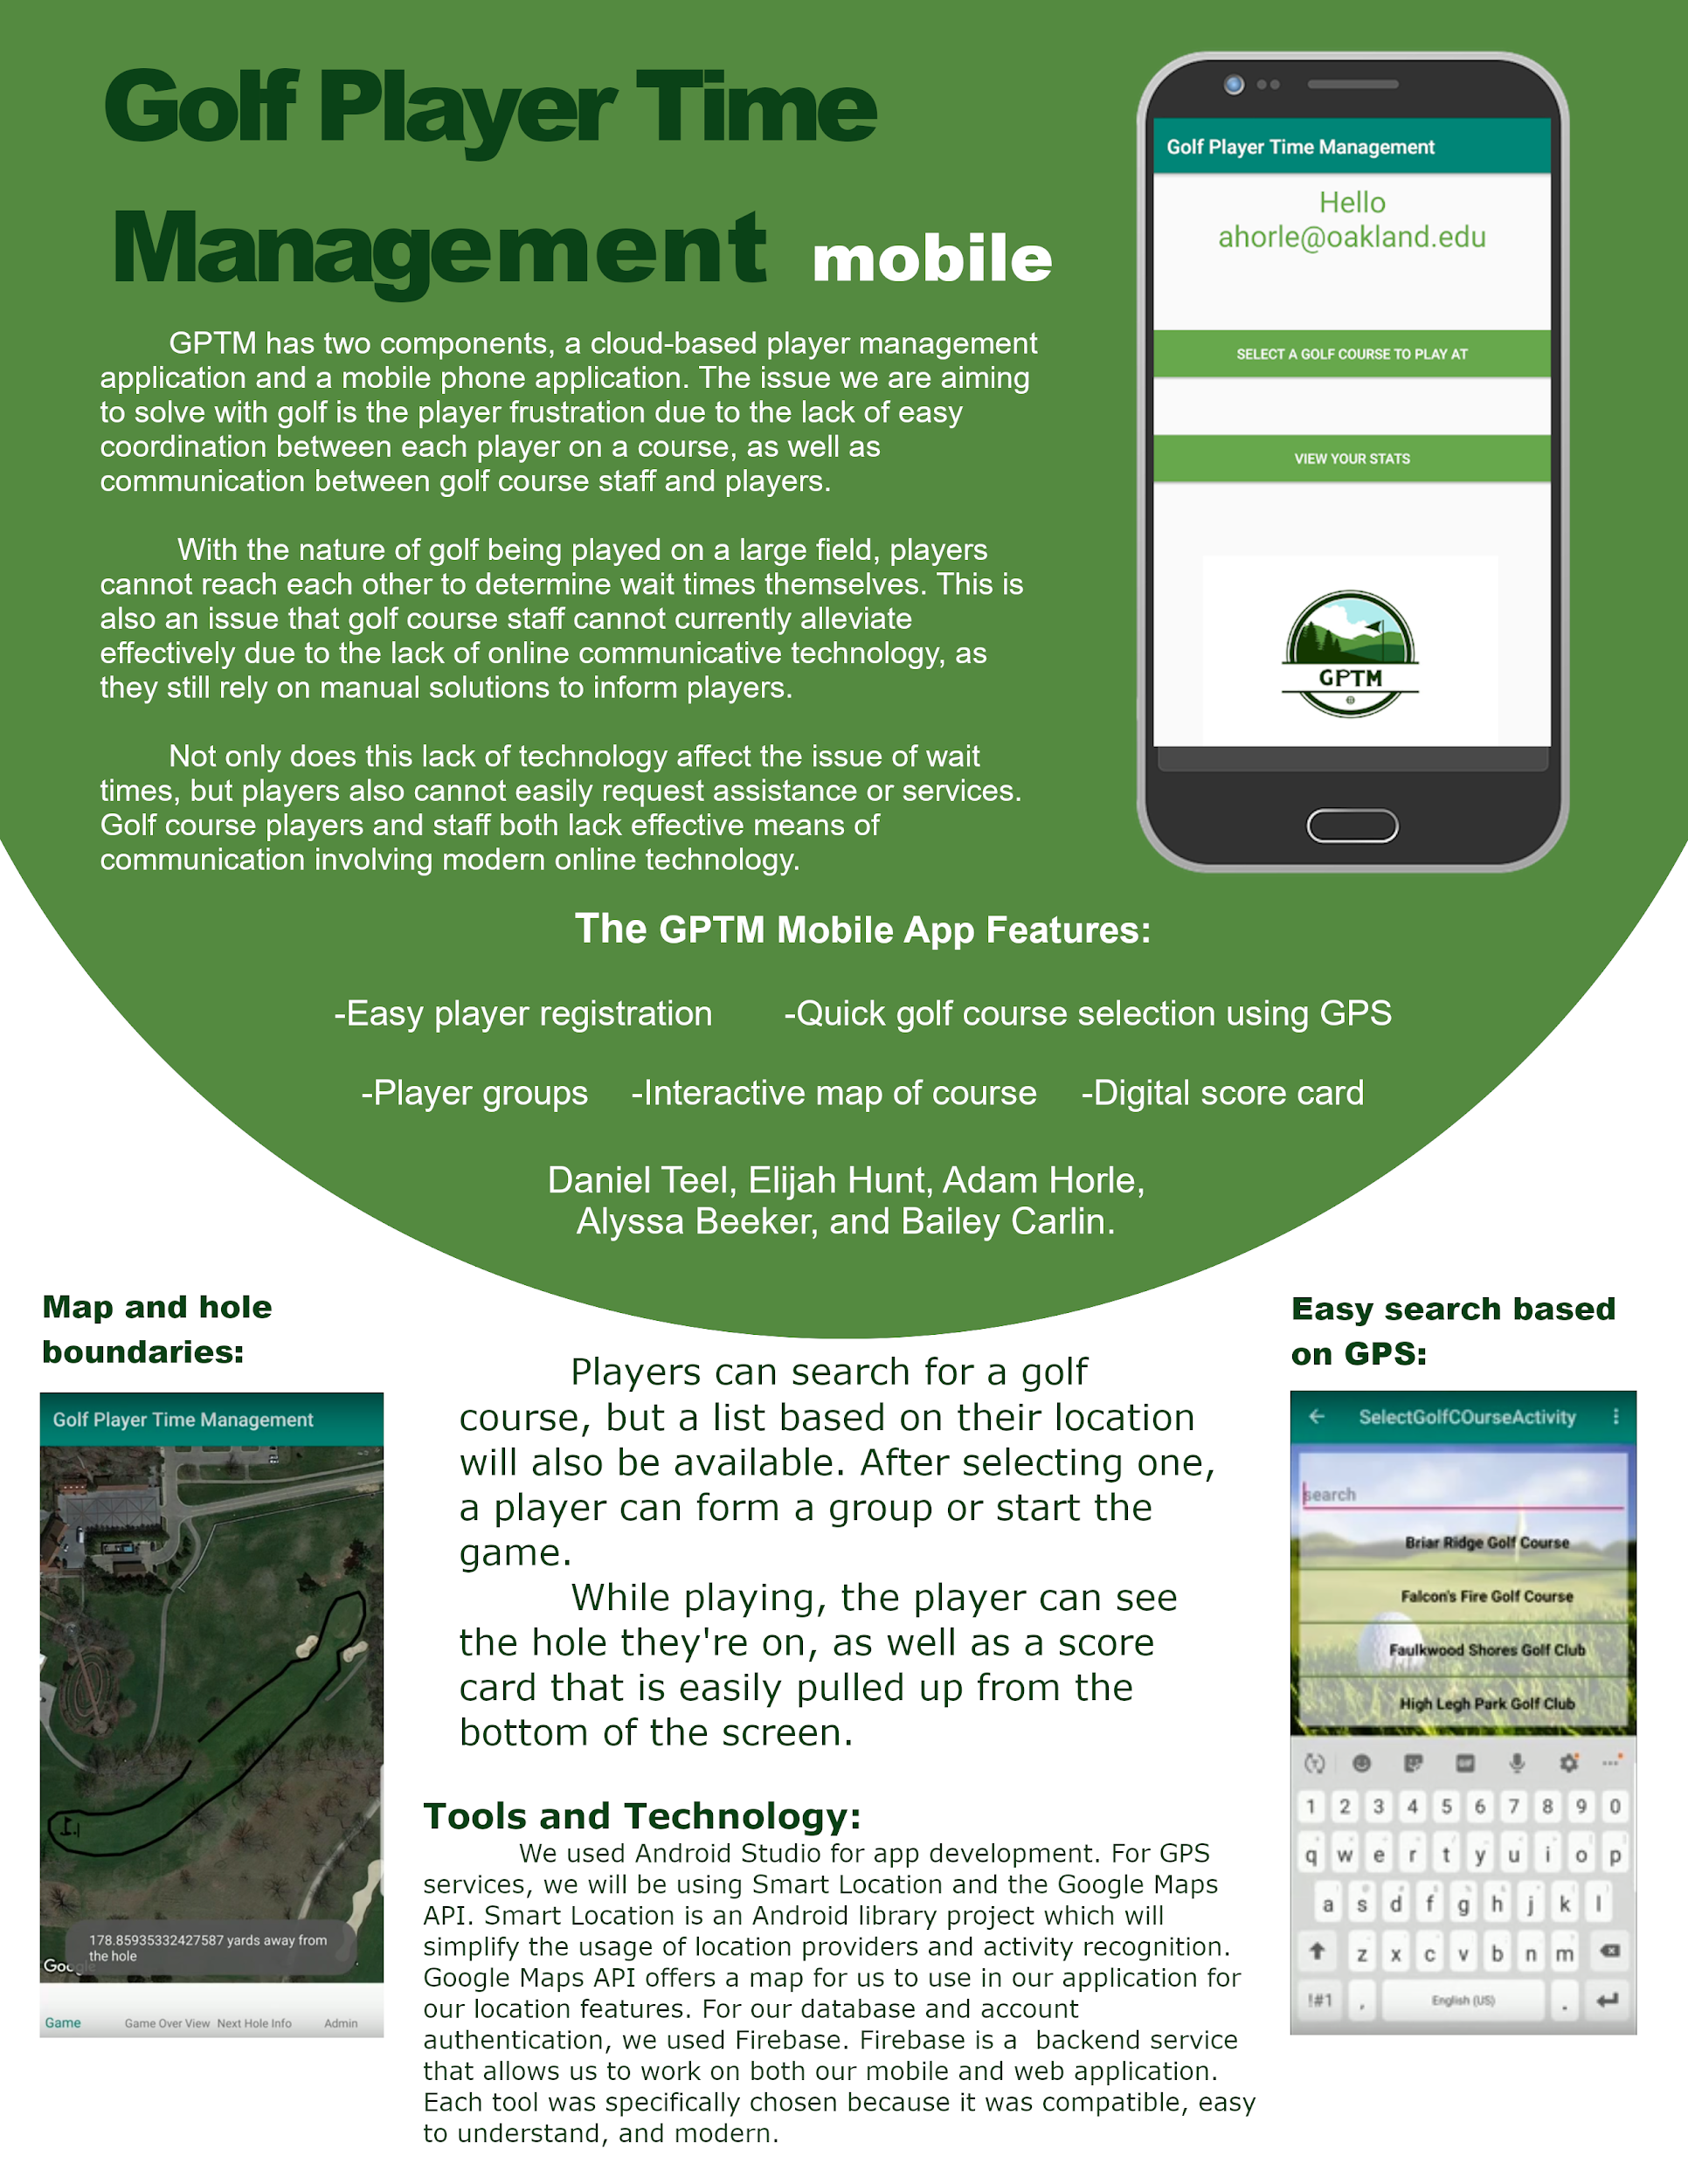 Golf Player Time
Management mobile
GPTM has two components, a cloud-based player management
application and a mobile phone application. The issue we are aiming
to solve with golf is the player frustration due to the lack of easy
coordination between each player on a course, as well as
communication between golf course staff and players.
With the nature of golf being played on a large field, players
cannot reach each other to determine wait times themselves. This is
also an issue that golf course staff cannot currently alleviate
effectively due to the lack of online communicative technology, as
they still rely on manual solutions to inform players.
Not only does this lack of technology affect the issue of wait
times, but players also cannot easily request assistance or services.
Golf course players and staff both lack effective means of
communication involving modern online technology.
Golf Player Time Management
Hello
ahorle@oakland.edu
SELECT A GOLF COURSE TO PLAY AT
VIEW YOUR STATS
GPTM
The GPTM Mobile App Features:
-Easy player registration -Quick golf course selection using GPS
-Player groups -Interactive map of course -Digital score card
Daniel Teel, Elijah Hunt, Adam Horle,
Alyssa Beeker, and Bailey Carlin.
Map and hole
boundaries:
Golf Player Time Management
178.85935332427587 yards away from
the hole
Google
Game Game Over View Next Hole Info Admin
Players can search for a golf
course, but a list based on their location
will also be available. After selecting one,
a player can form a group or start the
game.
While playing, the player can see
the hole they're on, as well as a score
card that is easily pulled up from the
bottom of the screen.
Tools and Technology:
We used Android Studio for app development. For GPS
services, we will be using Smart Location and the Google Maps
API. Smart Location is an Android library project which will
simplify the usage of location providers and activity recognition.
Google Maps API offers a map for us to use in our application for
our location features. For our database and account
authentication, we used Firebase. Firebase is a backend service
that allows us to work on both our mobile and web application.
Each tool was specifically chosen because it was compatible, easy
to understand, and modern.
Easy search based
on GPS:
SelectGolfCOurseActivity
search
Briar Ridge Golf Course
Falcon's Fire Golf Course
Faulkwood Shores Golf Club
High Legh Park Golf Club
GIF
1 2 3 4 5 6 7 8 9 0
q w e r t y u i o p
a s d f g h j k l
z x c v b n m
!#1 , English (US) .